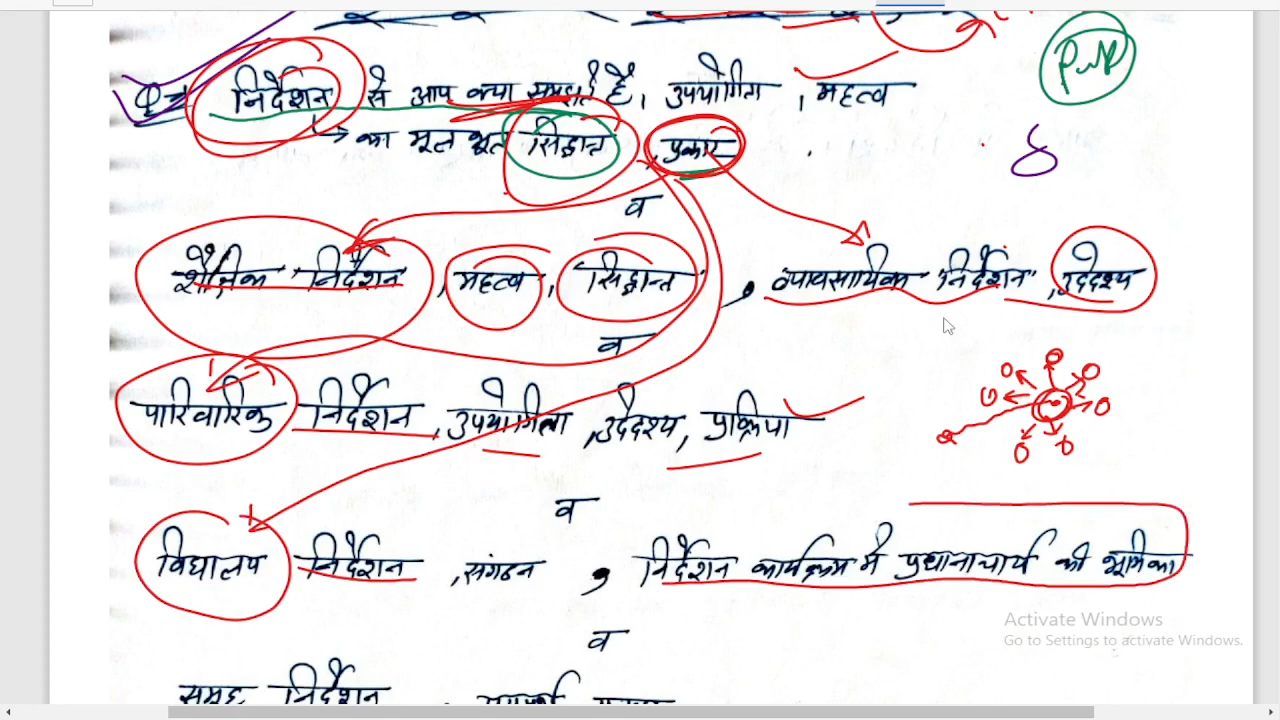 निर्देशन से आप क्या समझते है, उपयोगिता, महत्व
का मूल भूत सिद्धान्त, प्रकार
व
शैक्षिक निर्देशन, महत्व, सिद्धान्त, व्यावसायिक निर्देशन, उद्देश्य
व
पारिवारिक निर्देशन, उपयोगिता, उद्देश्य, प्रक्रिया
व
विद्यालय निर्देशन, संगठन, निर्देशन कार्यक्रम में प्रधानाचार्य की भूमिका
Activate Windows
Go to Settings to activate Windows.
व
समूह निर्देशन